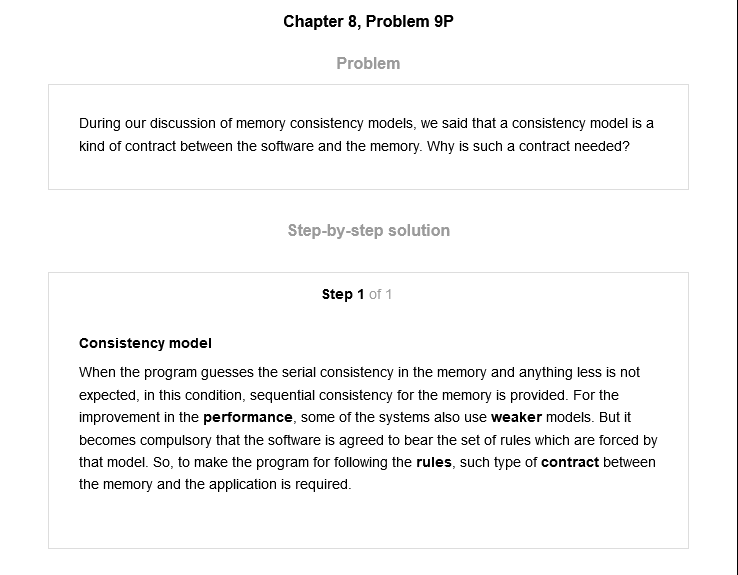 Chapter 8, Problem 9P
Problem
During our discussion of memory consistency models, we said that a consistency model is a
kind of contract between the software and the memory. Why is such a contract needed?
Step-by-step solution
Step 1 of 1
Consistency model
When the program guesses the serial consistency in the memory and anything less is not
expected, in this condition, sequential consistency for the memory is provided. For the
improvement in the performance, some of the systems also use weaker models. But it
becomes compulsory that the software is agreed to bear the set of rules which are forced by
that model. So, to make the program for following the rules, such type of contract between
the memory and the application is required.